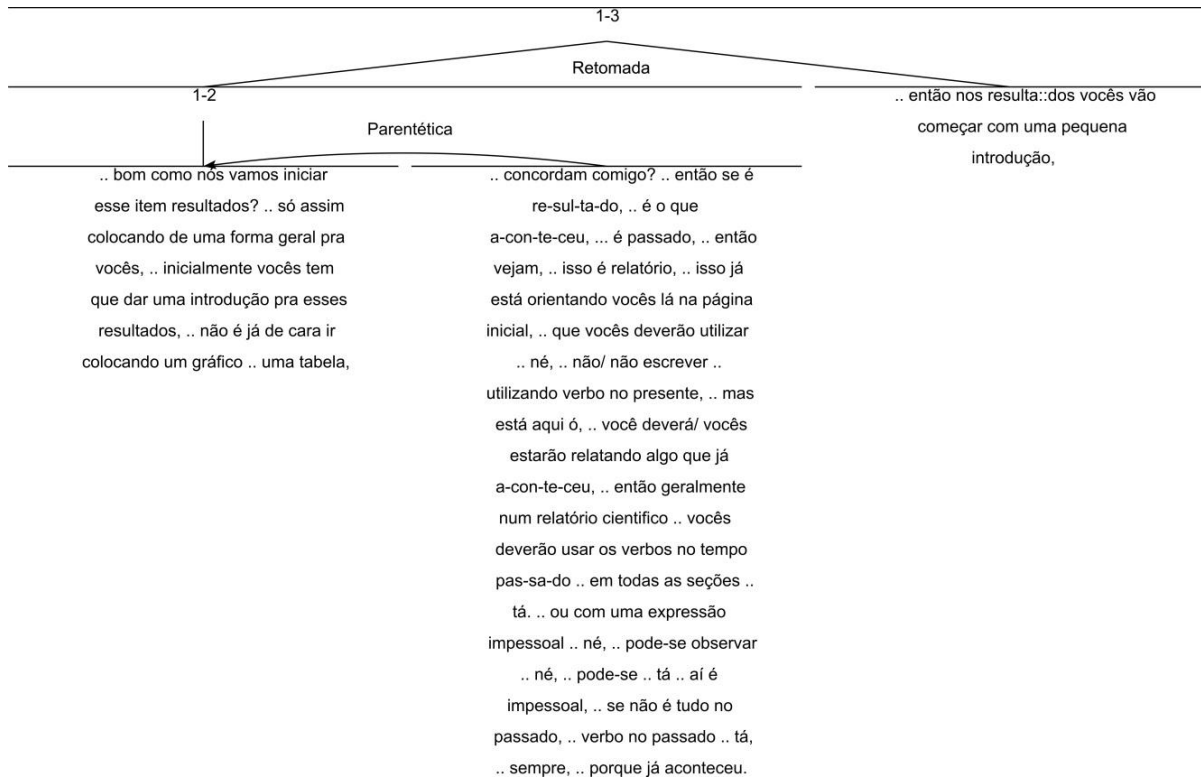 1-3
Retomada
1-2
Parentética
.. bom como nós vamos iniciar
esse item resultados? .. só assim
colocando de uma forma geral pra
vocês, .. inicialmente vocês tem
que dar uma introdução pra esses
resultados, .. não é já de cara ir
colocando um gráfico .. uma tabela,
.. concordam comigo? .. então se é
re-sul-ta-do, .. é o que
a-con-te-ceu, ... é passado, .. então
vejam, .. isso é relatório, .. isso já
está orientando vocês lá na página
inicial, .. que vocês deverão utilizar
.. né, .. não/ não escrever ..
utilizando verbo no presente, .. mas
está aqui ó, .. você deverá/ vocês
estarão relatando algo que já
a-con-te-ceu, .. então geralmente
num relatório cientifico .. vocês
deverão usar os verbos no tempo
pas-sa-do .. em todas as seções ..
tá. .. ou com uma expressão
impessoal .. né, .. pode-se observar
.. né, .. pode-se .. tá .. aí é
impessoal, .. se não é tudo no
passado, .. verbo no passado .. tá,
.. sempre, .. porque já aconteceu.
.. então nos resulta::dos vocês vão
começar com uma pequena
introdução,